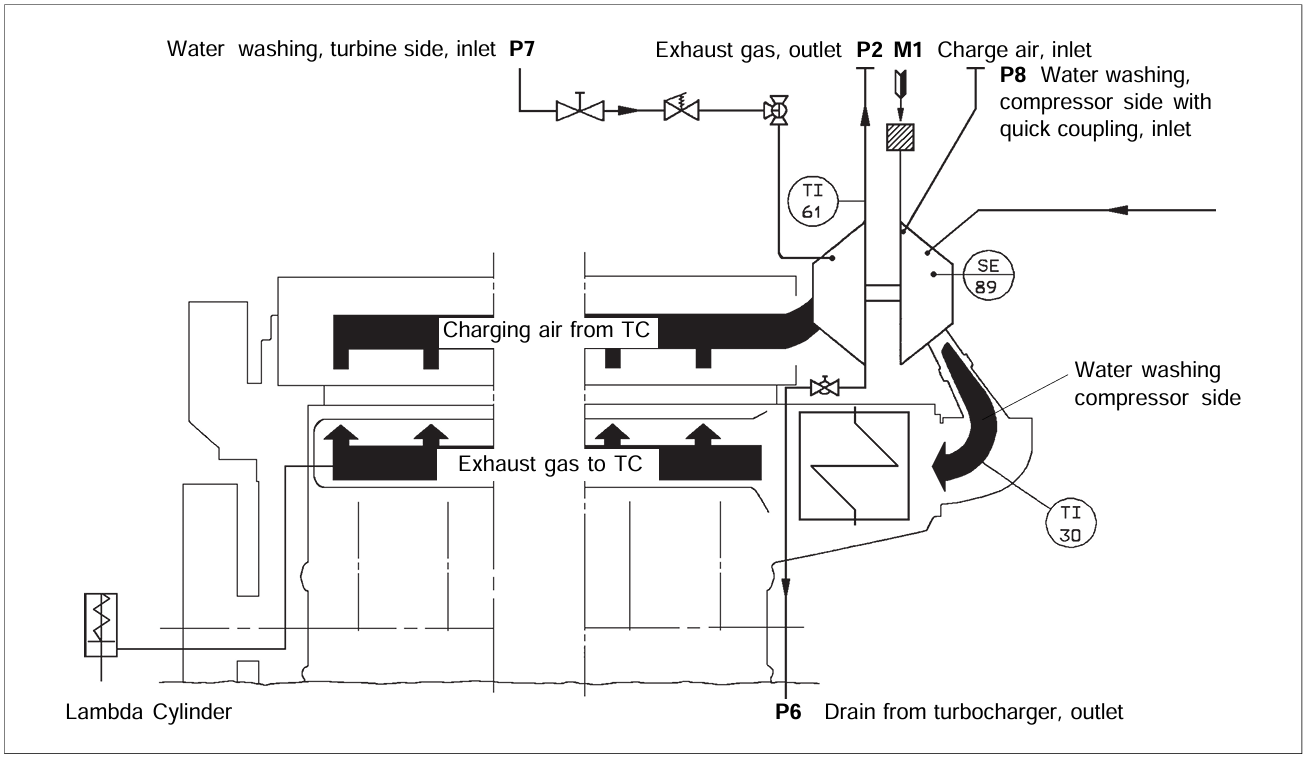 Water washing, turbine side, inlet P7
Exhaust gas, outlet P2 M1 Charge air, inlet
P8 Water washing,
compressor side with
quick coupling, inlet
TI
61
SE
89
Charging air from TC
Water washing
compressor side
Exhaust gas to TC
TI
30
Lambda Cylinder
P6 Drain from turbocharger, outlet